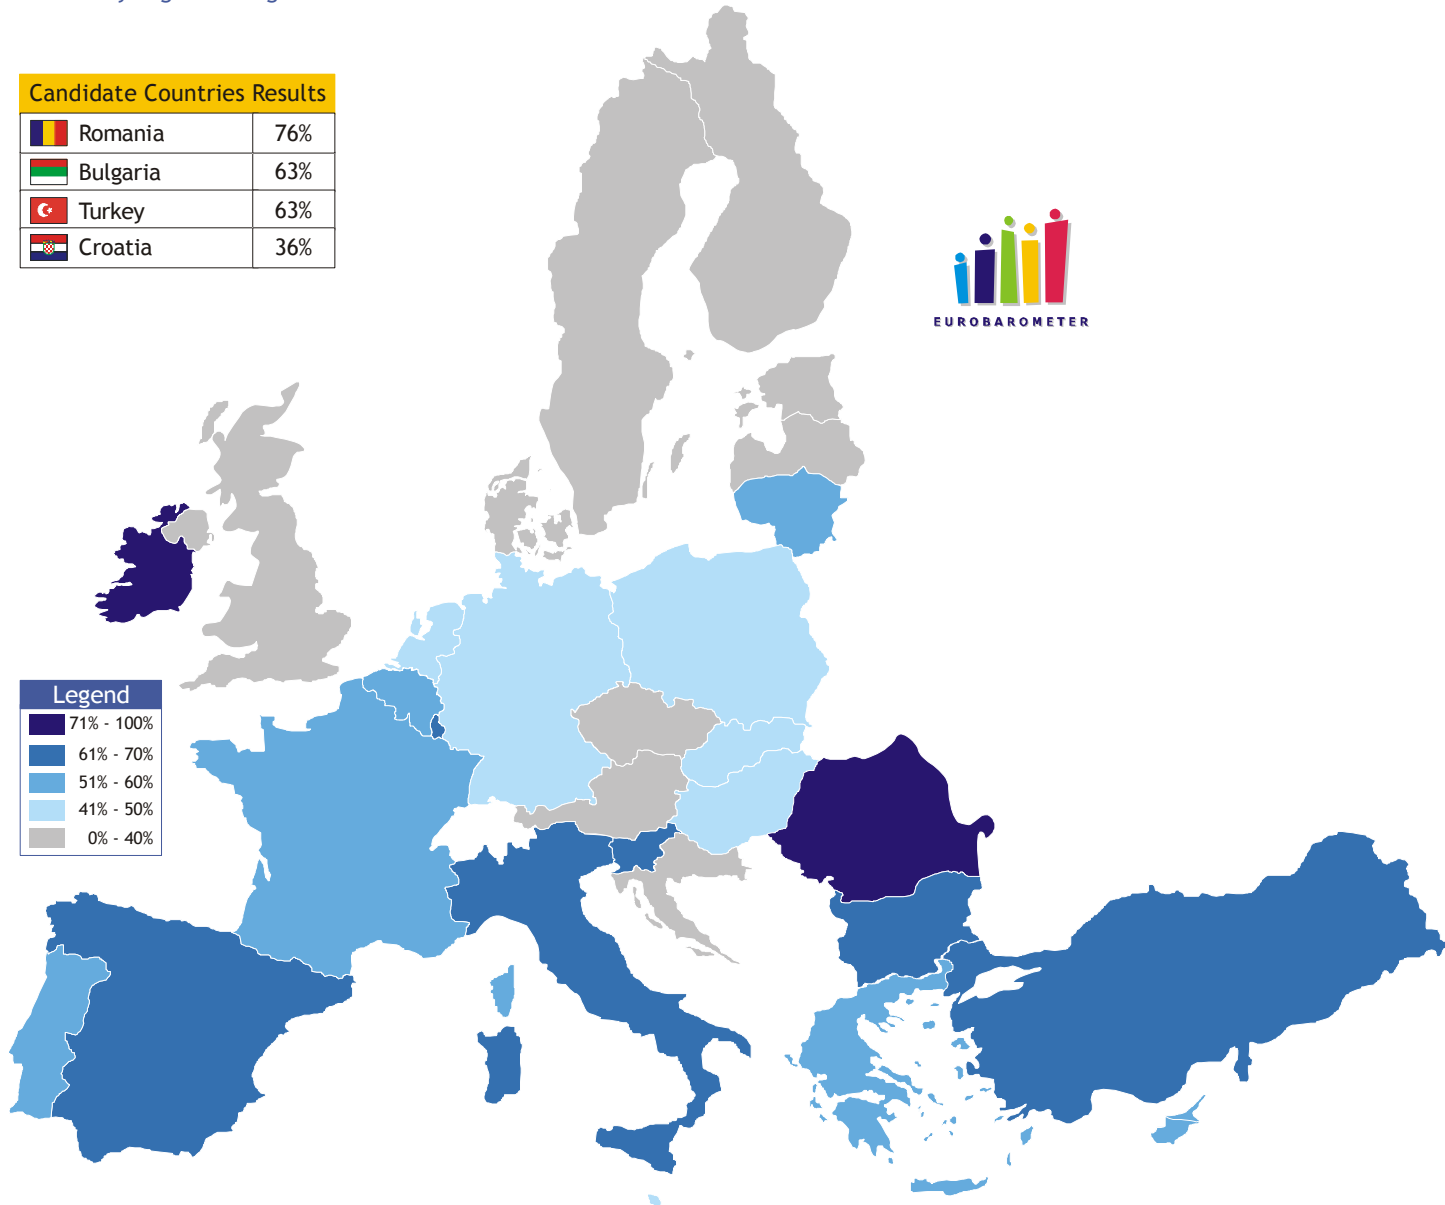 Candidate Countries Results
Romania 76%
Bulgaria 63%
Turkey 63%
Croatia 36%
EUROBAROMETER
Legend
71% - 100%
61% - 70%
51% - 60%
41% - 50%
0% - 40%